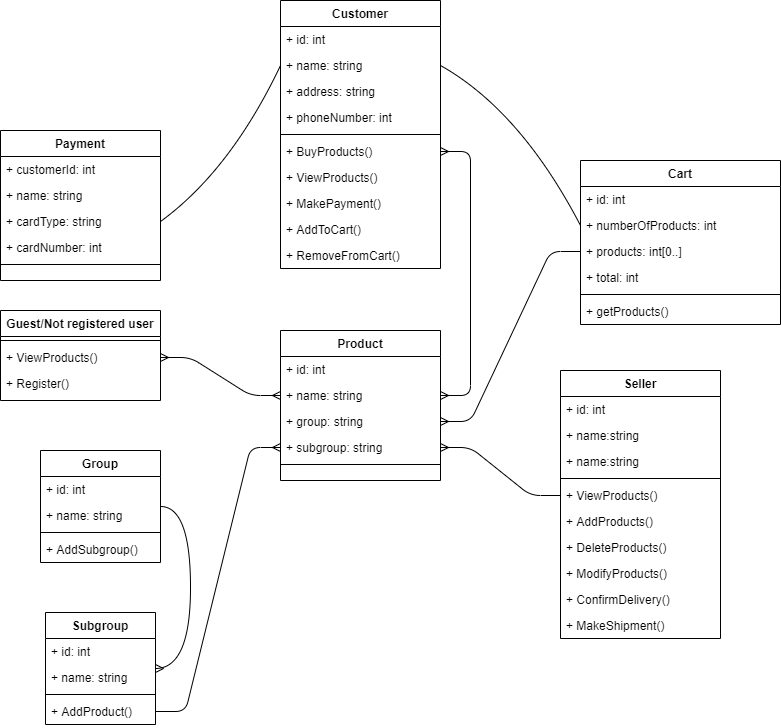 Customer
+ id: int
+ name: string
+ address: string
+ phoneNumber: int
+ BuyProducts()
+ ViewProducts()
+ MakePayment()
+ AddToCart()
+ RemoveFromCart()
Payment
+ customerId: int
+ name: string
+ cardType: string
+ cardNumber: int
Cart
+ id: int
+ numberOfProducts: int
+ products: int[0..]
+ total: int
+ getProducts()
Guest/Not registered user
+ ViewProducts()
+ Register()
Product
+ id: int
+ name: string
+ group: string
+ subgroup: string
Seller
+ id: int
+ name:string
+ name:string
+ ViewProducts()
+ AddProducts()
+ DeleteProducts()
+ ModifyProducts()
+ ConfirmDelivery()
+ MakeShipment()
Group
+ id: int
+ name: string
+ AddSubgroup()
Subgroup
+ id: int
+ name: string
+ AddProduct()